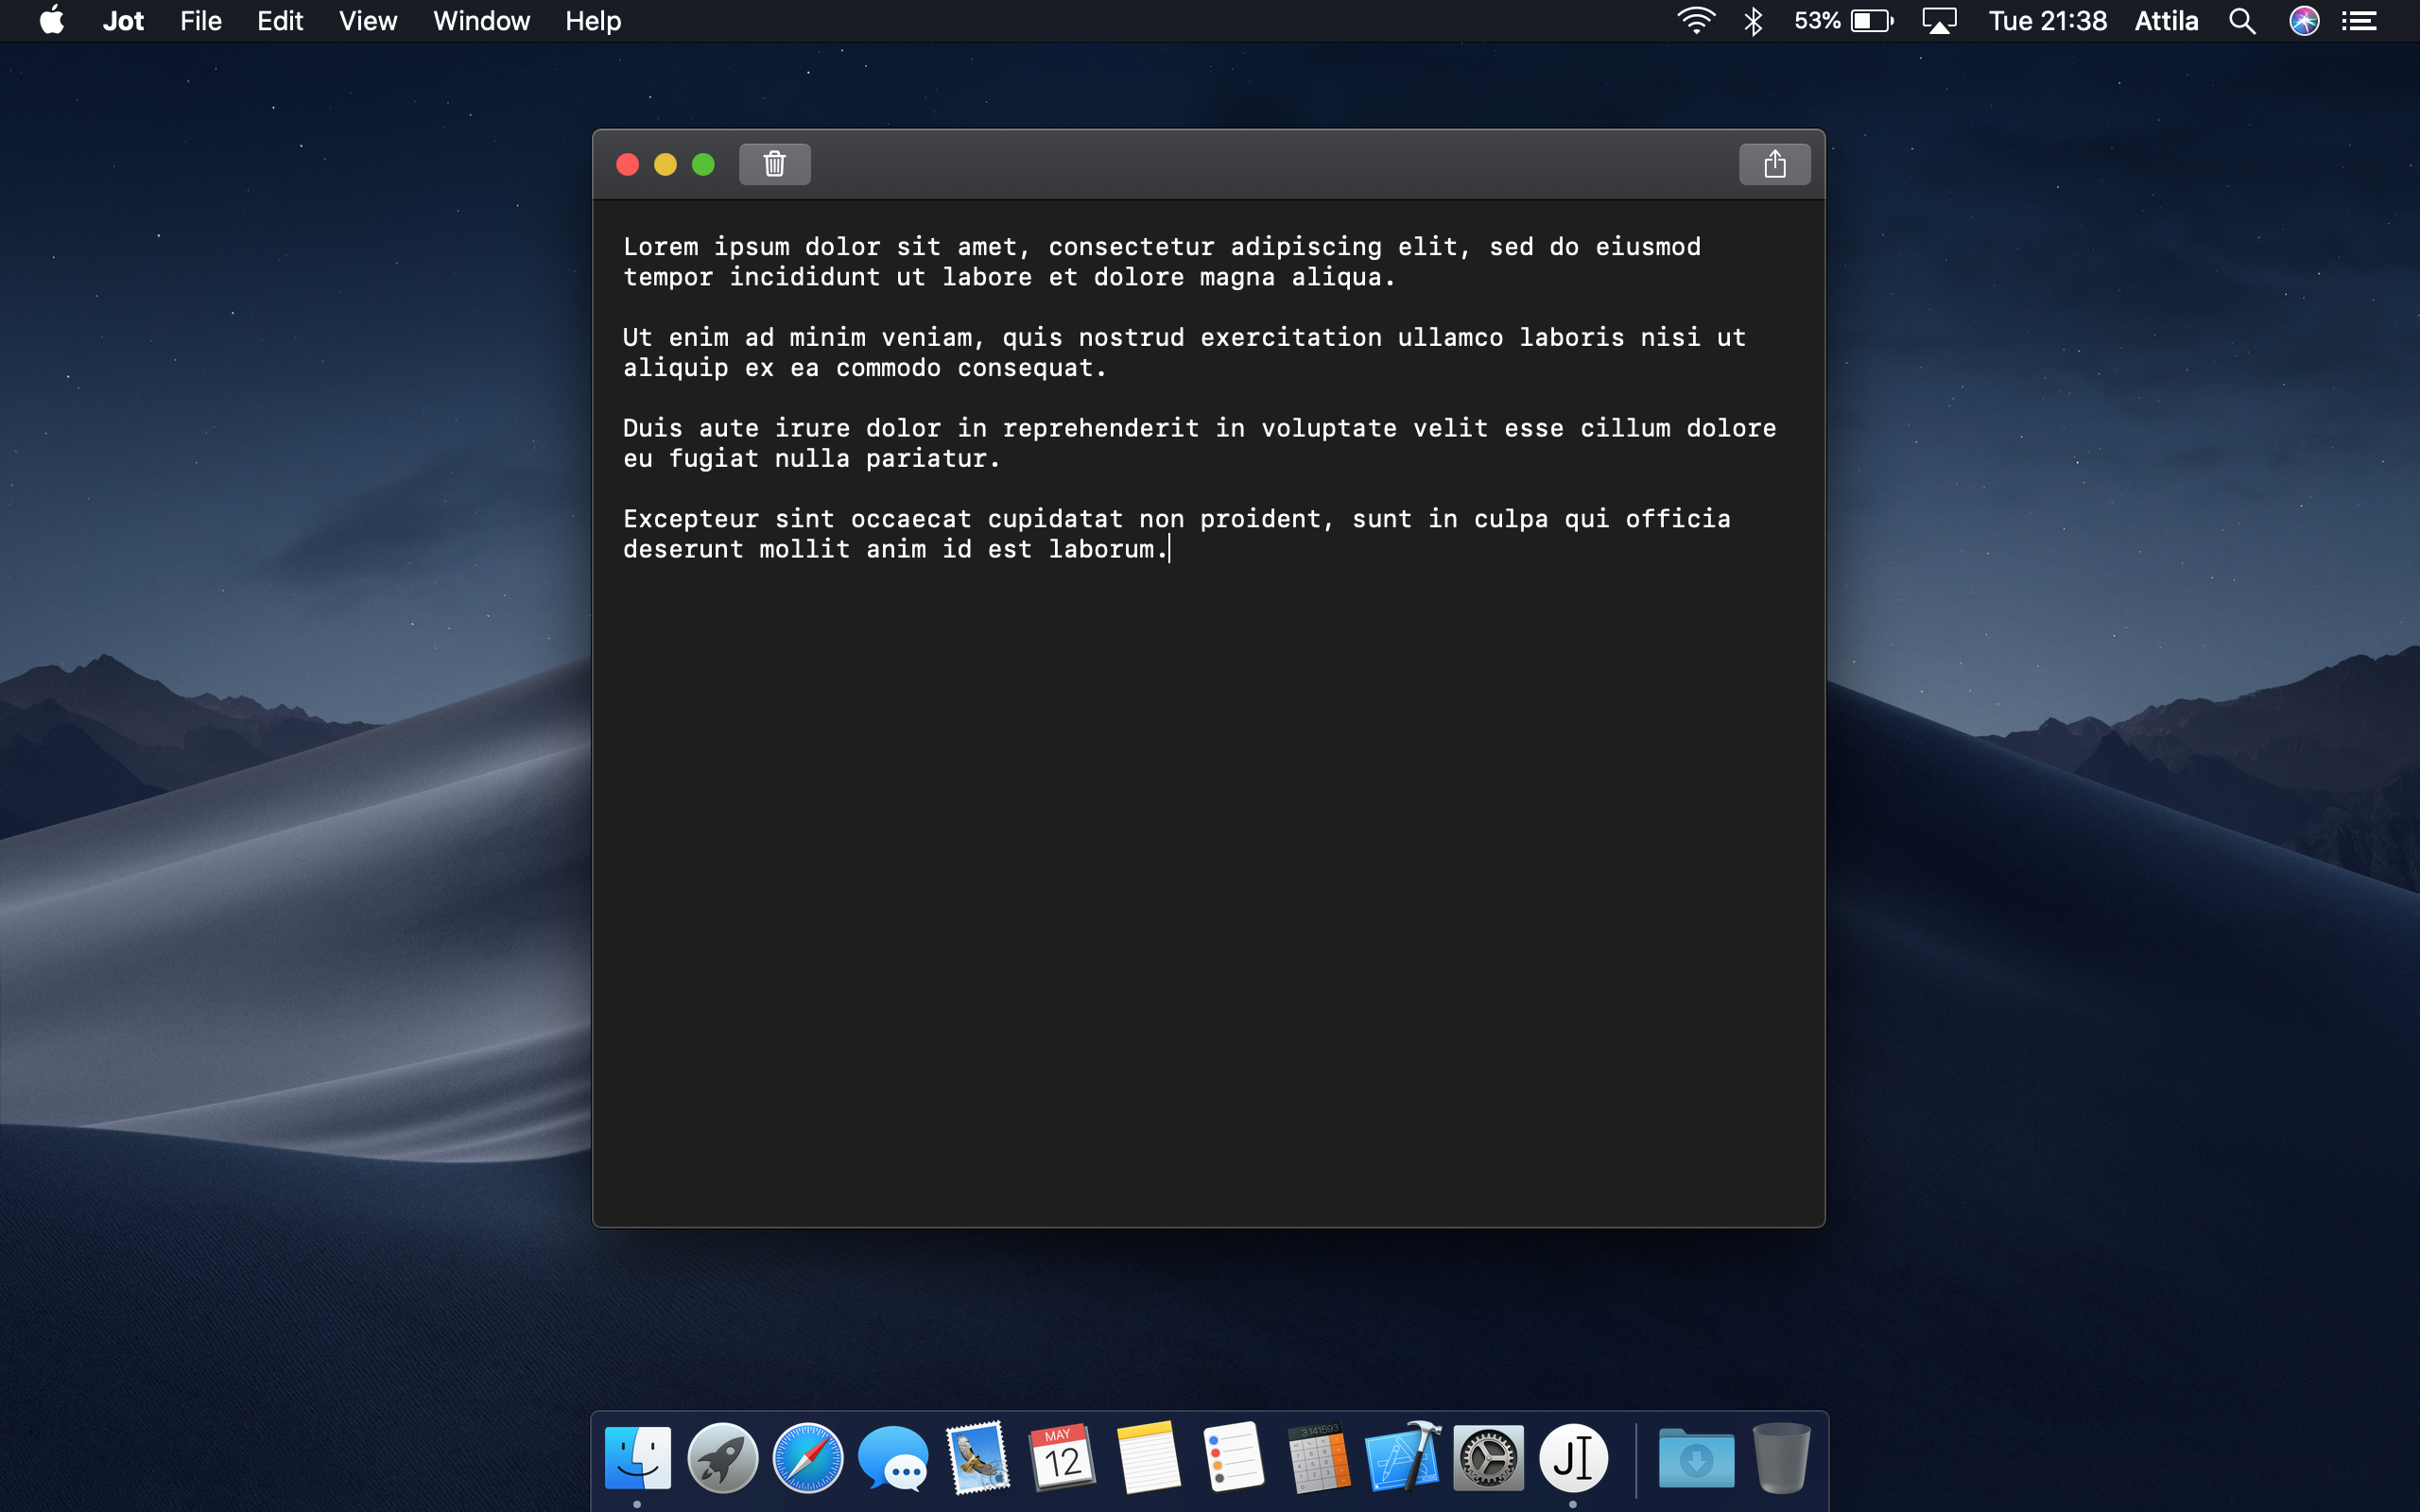 Jot File Edit View Window Help 53% Tue 21:38 Attila
Lorem ipsum dolor sit amet, consectetur adipiscing elit, sed do eiusmod
tempor incididunt ut labore et dolore magna aliqua.
Ut enim ad minim veniam, quis nostrud exercitation ullamco laboris nisi ut
aliquip ex ea commodo consequat.
Duis aute irure dolor in reprehenderit in voluptate velit esse cillum dolore
eu fugiat nulla pariatur.
Excepteur sint occaecat cupidatat non proident, sunt in culpa qui officia
deserunt mollit anim id est laborum.
MAY
12
3.141593
J